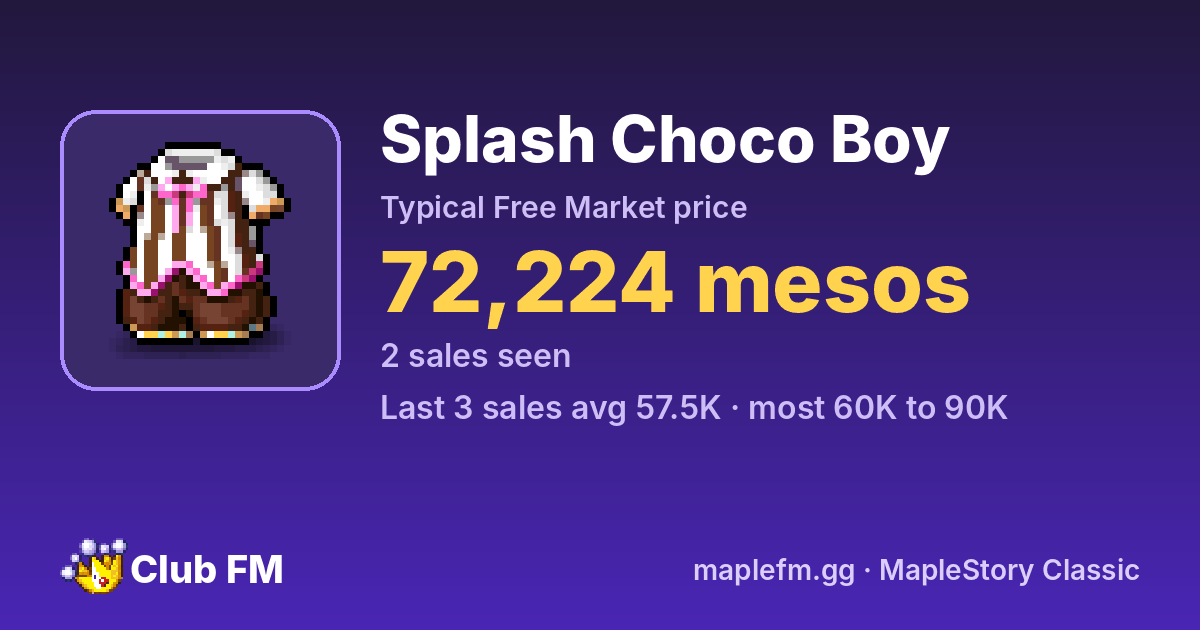 Splash Choco Boy
Typical Free Market price
72,224 mesos
2 sales seen
Last 3 sales avg 57.5K · most 60K to 90K
Club FM
maplefm.gg · MapleStory Classic